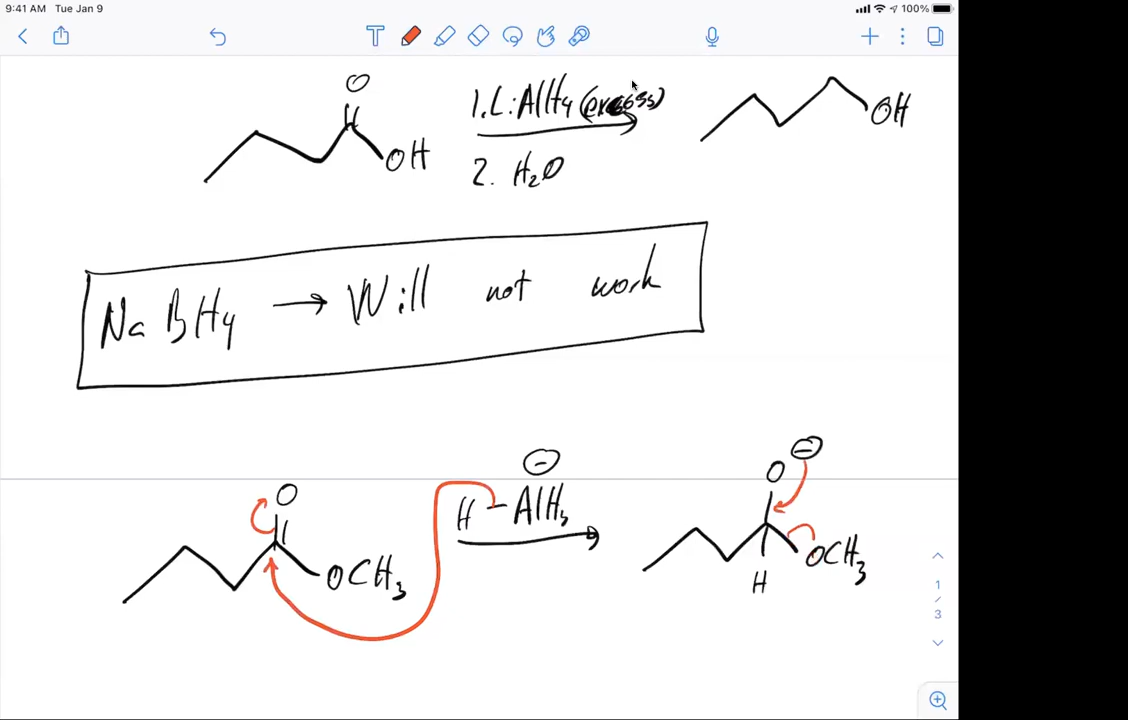 9:41 AM Tue Jan 9
100%
O
OH
1. LiAlH4 (excess)
2. H2O
OH
NaBH4 → Will not work
O
OCH3
⊖
H-AlH3
⊖
O
OCH3
H
1
/
3